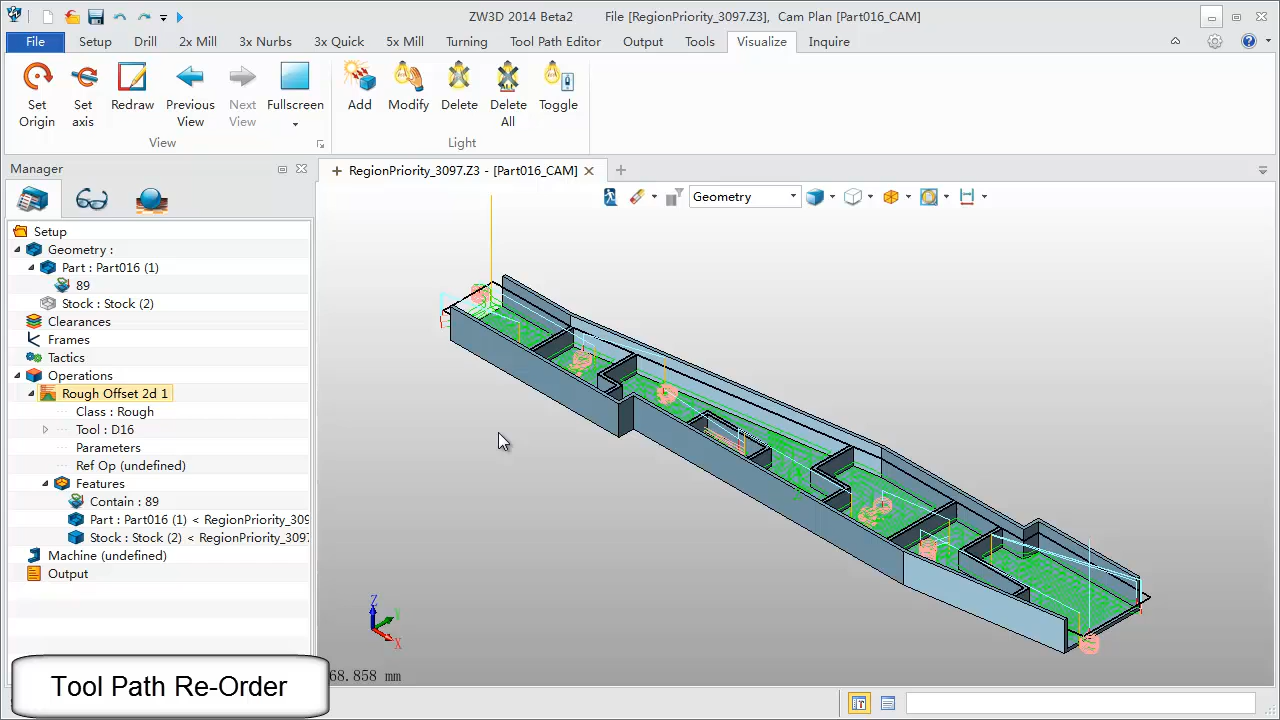 ZW3D 2014 Beta2 File [RegionPriority_3097.Z3], Cam Plan [Part016_CAM]
File Setup Drill 2x Mill 3x Nurbs 3x Quick 5x Mill Turning Tool Path Editor Output Tools Visualize Inquire
Set Origin
Set axis
Redraw
Previous View
Next View
Fullscreen
Add
Modify
Delete
Delete All
Toggle
View
Light
Manager
RegionPriority_3097.Z3 - [Part016_CAM]
Geometry
Setup
Geometry :
Part : Part016 (1)
89
Stock : Stock (2)
Clearances
Frames
Tactics
Operations
Rough Offset 2d 1
Class : Rough
Tool : D16
Parameters
Ref Op (undefined)
Features
Contain : 89
Part : Part016 (1) < RegionPriority_309
Stock : Stock (2) < RegionPriority_3097
Machine (undefined)
Output
Z
Y
X
68.858 mm
Tool Path Re-Order